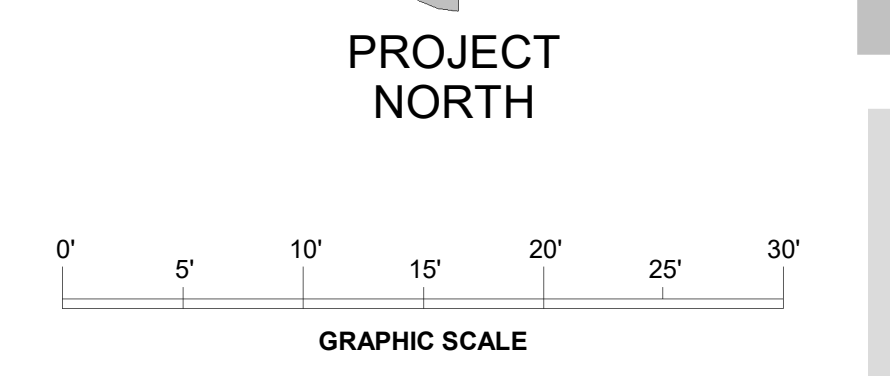 PROJECT
NORTH
0' 10' 20' 30'
5' 15' 25'
GRAPHIC SCALE